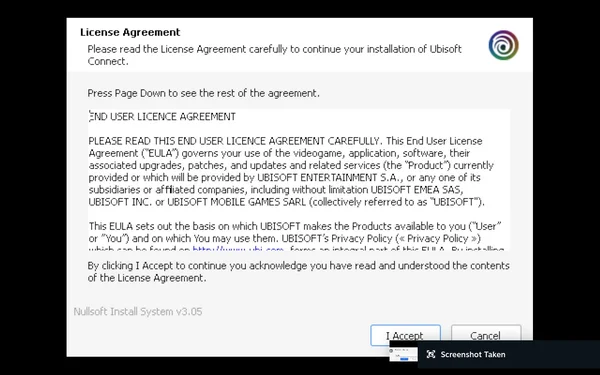 License Agreement
Please read the License Agreement carefully to continue your installation of Ubisoft
Connect.
Press Page Down to see the rest of the agreement.
END USER LICENCE AGREEMENT
PLEASE READ THIS END USER LICENCE AGREEMENT CAREFULLY. This End User License
Agreement ("EULA") governs your use of the videogame, application, software, their
associated upgrades, patches, and updates and related services (the "Product") currently
provided or which will be provided by UBISOFT ENTERTAINMENT S.A., or any one of its
subsidiaries or affiliated companies, including without limitation UBISOFT EMEA SAS,
UBISOFT INC. or UBISOFT MOBILE GAMES SARL (collectively referred to as "UBISOFT").
This EULA sets out the basis on which UBISOFT makes the Products available to you ("User"
or "You") and on which You may use them. UBISOFT's Privacy Policy (« Privacy Policy »)
which can be found on http://www.ubi.com, forms an integral part of this EULA. By installing
By clicking I Accept to continue you acknowledge you have read and understood the contents
of the License Agreement.
Nullsoft Install System v3.05
I Accept
Cancel
Screenshot Taken